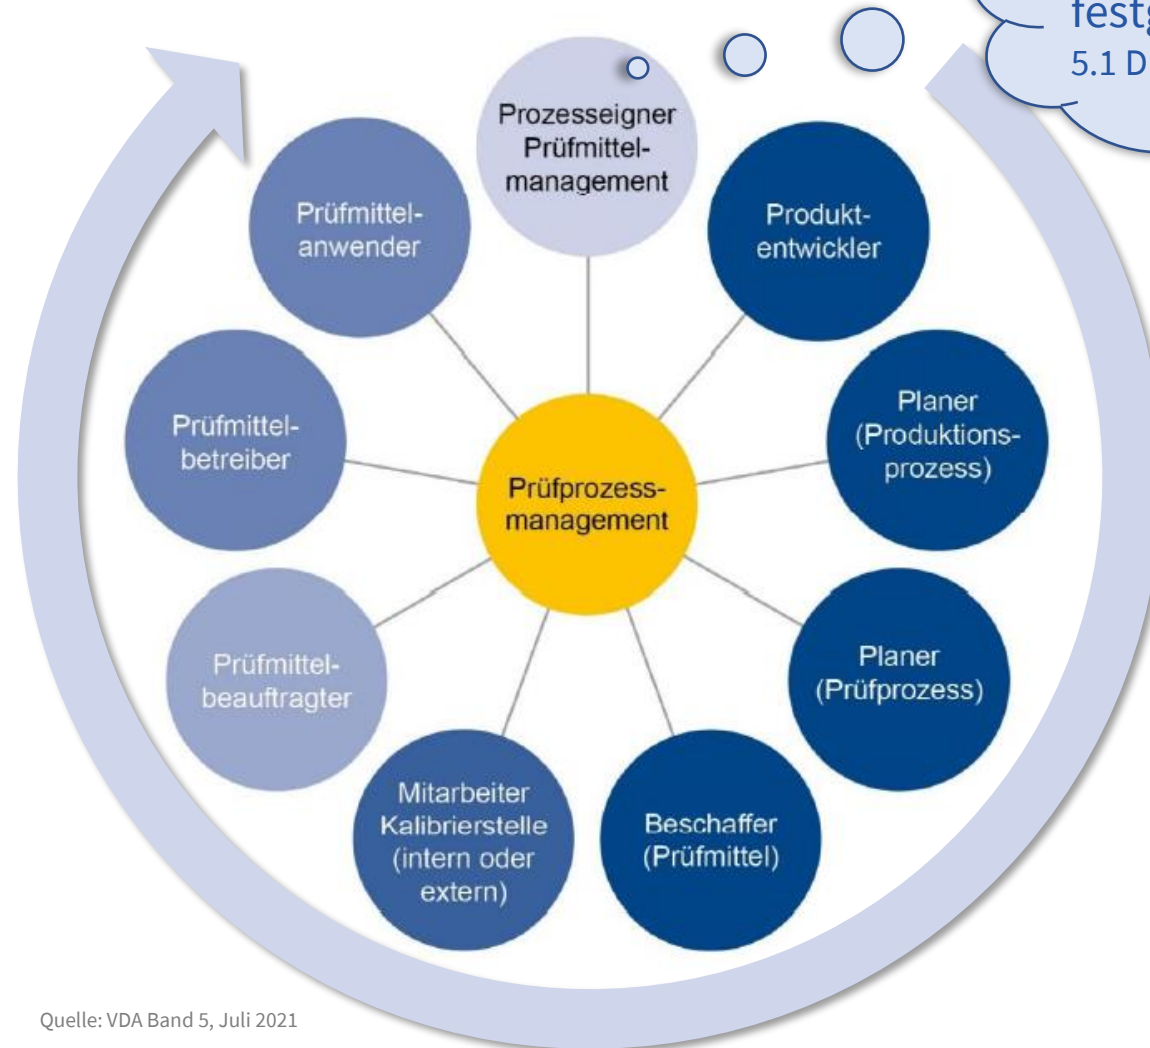 5.1 D
Prozesseigner
Prüfmittel-
management
Produkt-
entwickler
Planer
(Produktions-
prozess)
Planer
(Prüfprozess)
Beschaffer
(Prüfmittel)
Mitarbeiter
Kalibrierstelle
(intern oder
extern)
Prüfmittel-
beauftragter
Prüfmittel-
betreiber
Prüfmittel-
anwender
Prüfprozess-
management
Quelle: VDA Band 5, Juli 2021